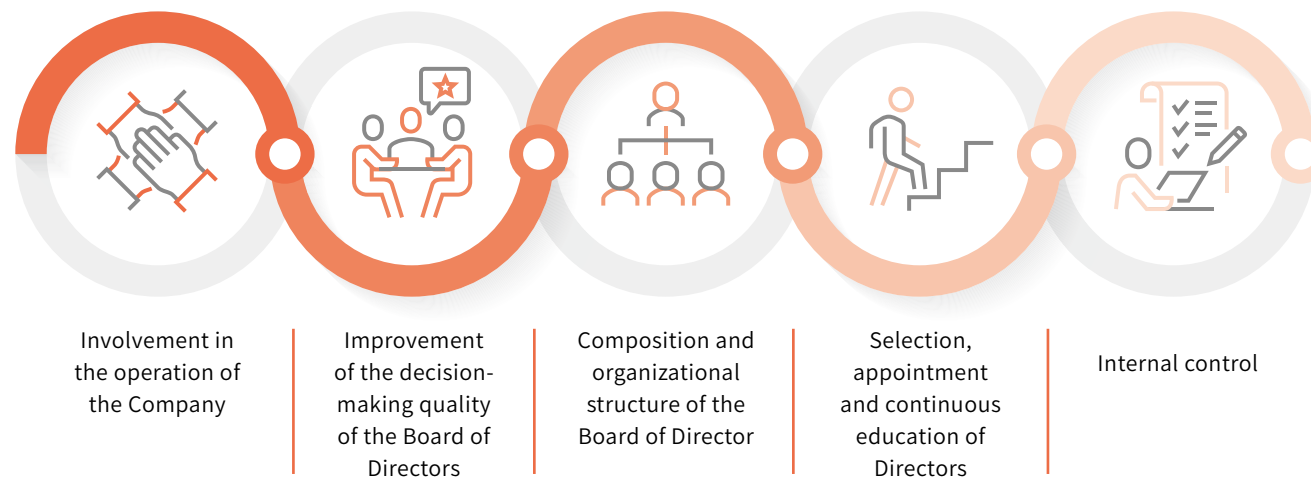 Involvement in
the operation of
the Company
Improvement
of the decision-
making quality
of the Board of
Directors
Composition and
organizational
structure of the
Board of Director
Selection,
appointment
and continuous
education of
Directors
Internal control